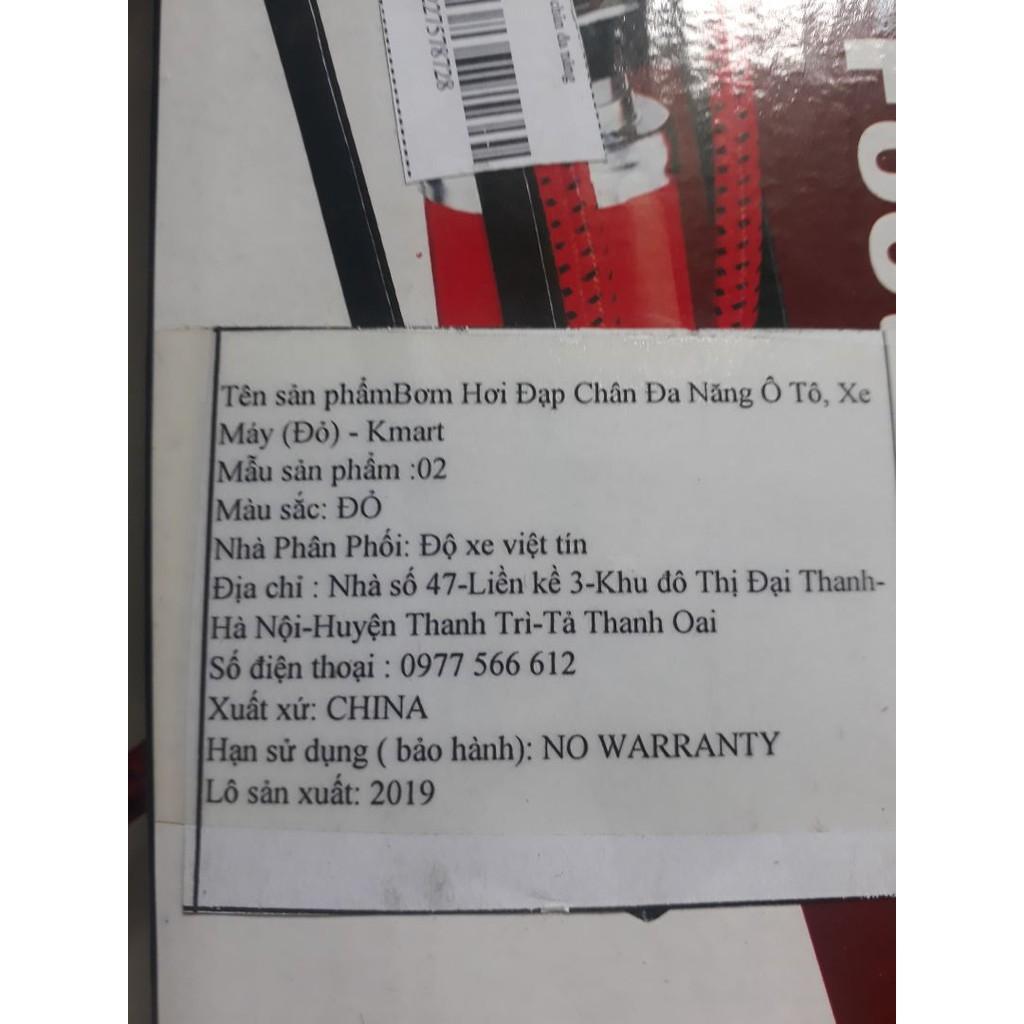 chân đa năng
Tên sản phẩmBơm Hơi Đạp Chân Đa Năng Ô Tô, Xe
Máy (Đỏ) - Kmart
Mẫu sản phẩm :02
Màu sắc: ĐỎ
Nhà Phân Phối: Độ xe việt tín
Địa chỉ : Nhà số 47-Liền kề 3-Khu đô Thị Đại Thanh-
Hà Nội-Huyện Thanh Trì-Tả Thanh Oai
Số điện thoại : 0977 566 612
Xuất xứ: CHINA
Hạn sử dụng ( bảo hành): NO WARRANTY
Lô sản xuất: 2019